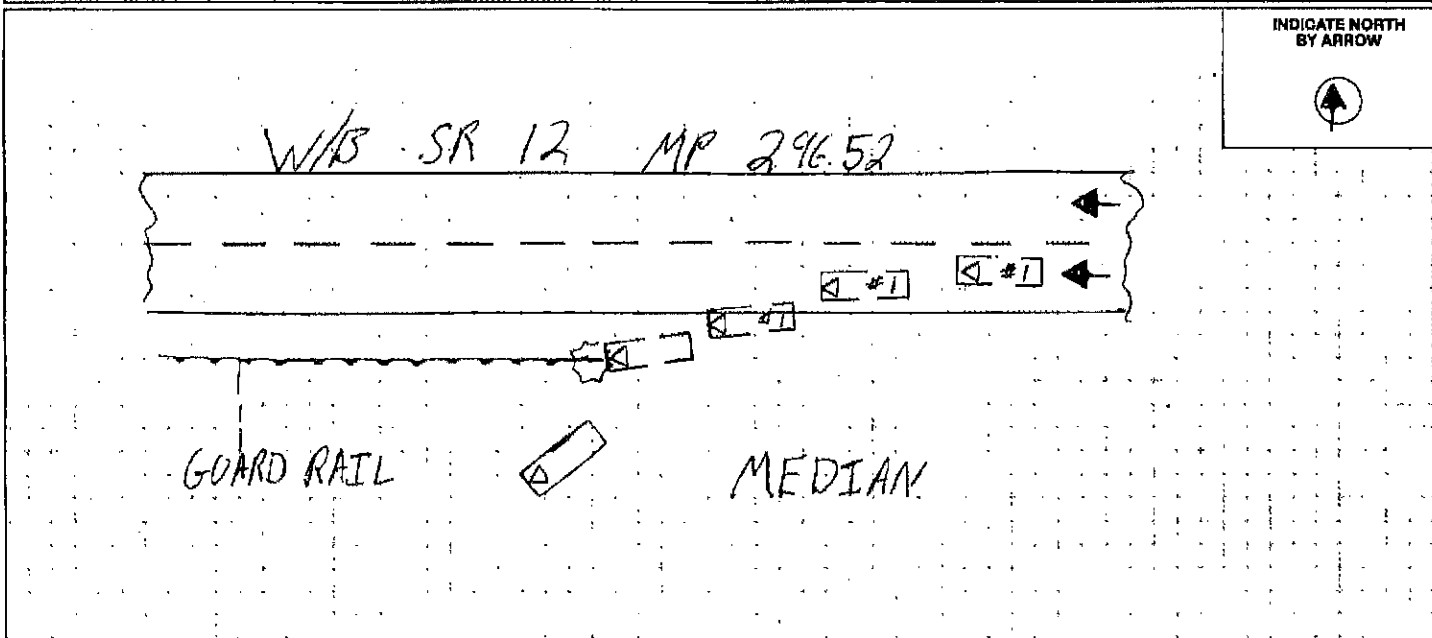 INDICATE NORTH
BY ARROW
W/B SR 12 MP 296.52
#1
#1
#1
GUARD RAIL
MEDIAN